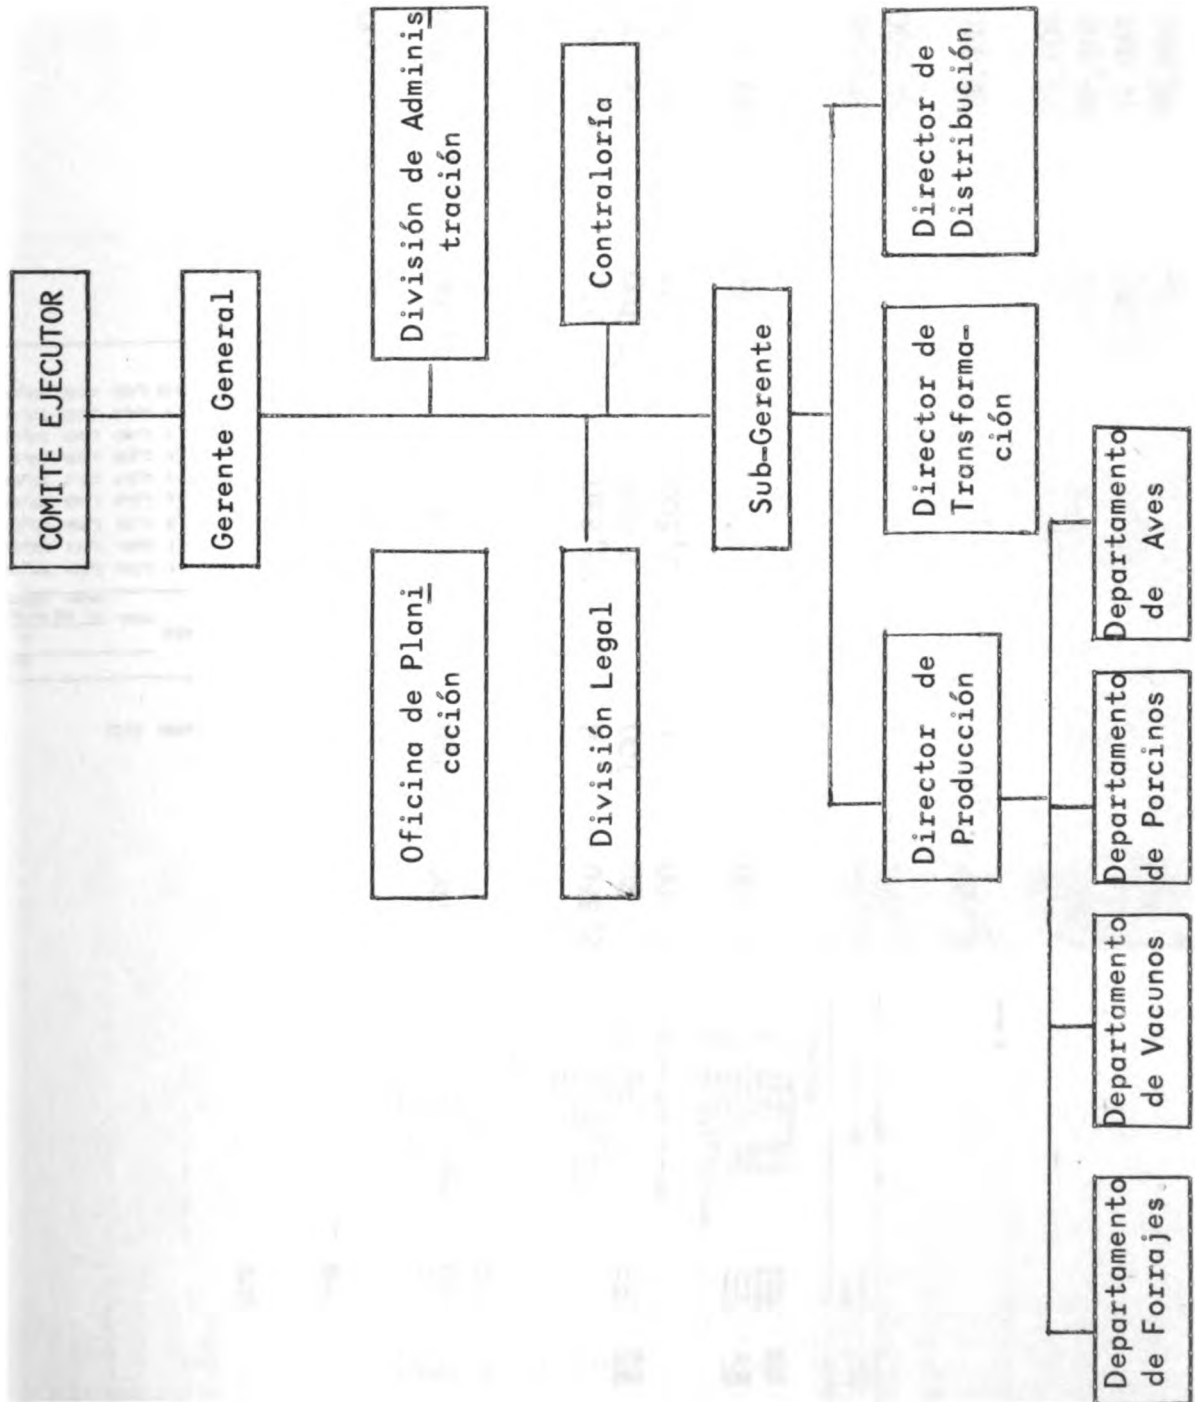 COMITE EJECUTOR
Gerente General
Oficina de Plani
cación
División de Adminis
tración
División Legal
Contraloría
Sub-Gerente
Director de
Producción
Director de
Transforma-
ción
Director de
Distribución
Departamento
de Forrajes
Departamento
de Vacunos
Departamento
de Porcinos
Departamento
de Aves